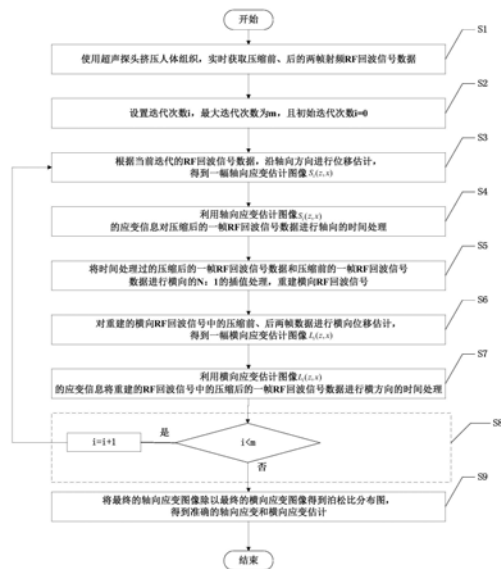 开始
S1
使用超声探头挤压人体组织，实时获取压缩前、后的两帧射频RF回波信号数据
S2
设置迭代次数i，最大迭代次数为m，且初始迭代次数i=0
S3
根据当前迭代的RF回波信号数据，沿轴向方向进行位移估计，
得到一幅轴向应变估计图像Sᵢ(z,x)
S4
利用轴向应变估计图像Sᵢ(z,x)
的应变信息对压缩后的一帧RF回波信号数据进行轴向的时间处理
S5
将时间处理过的压缩后的一帧RF回波信号数据和压缩前的一帧RF回波信号
数据进行横向的N：1的插值处理，重建横向RF回波信号
S6
对重建的横向RF回波信号中的压缩前、后两帧数据进行横向位移估计，
得到一幅横向应变估计图像Lᵢ(z,x)
S7
利用横向应变估计图像Lᵢ(z,x)
的应变信息将重建的RF回波信号中的压缩后的一帧RF回波信号数据进行横方向的时间处理
S8
i=i+1
是
i<m
否
S9
将最终的轴向应变图像除以最终的横向应变图像得到泊松比分布图，
得到准确的轴向应变和横向应变估计
结束